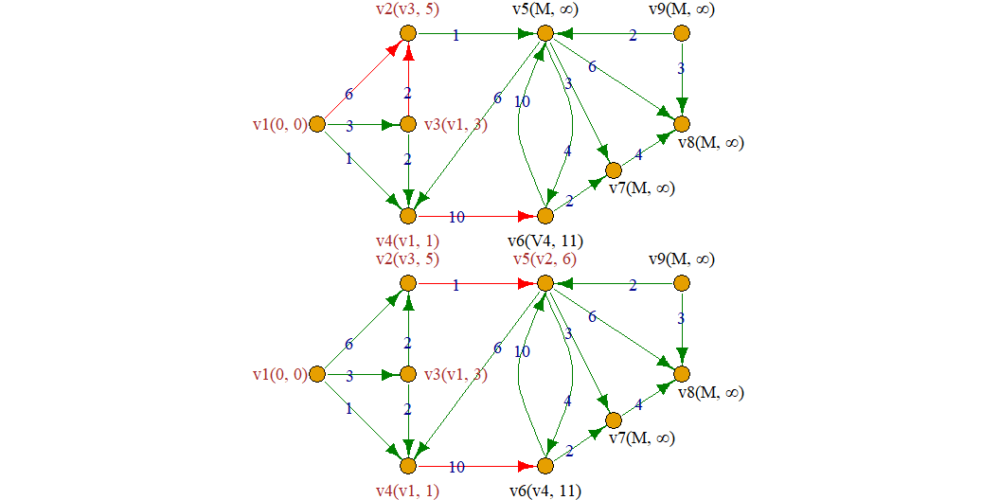 v2(v3, 5) v5(M, ∞) v9(M, ∞)
1 2
6 3
6 2 6 10 3
v1(0, 0) 3 v3(v1, 3) v8(M, ∞)
1 2 4 4
v7(M, ∞)
2
10
v4(v1, 1) v6(V4, 11)
v2(v3, 5) v5(v2, 6) v9(M, ∞)
1 2
6 3
3
6 2 6 10
v1(0, 0) 3 v3(v1, 3) v8(M, ∞)
1 2 4 4
v7(M, ∞)
2
10
v4(v1, 1) v6(v4, 11)